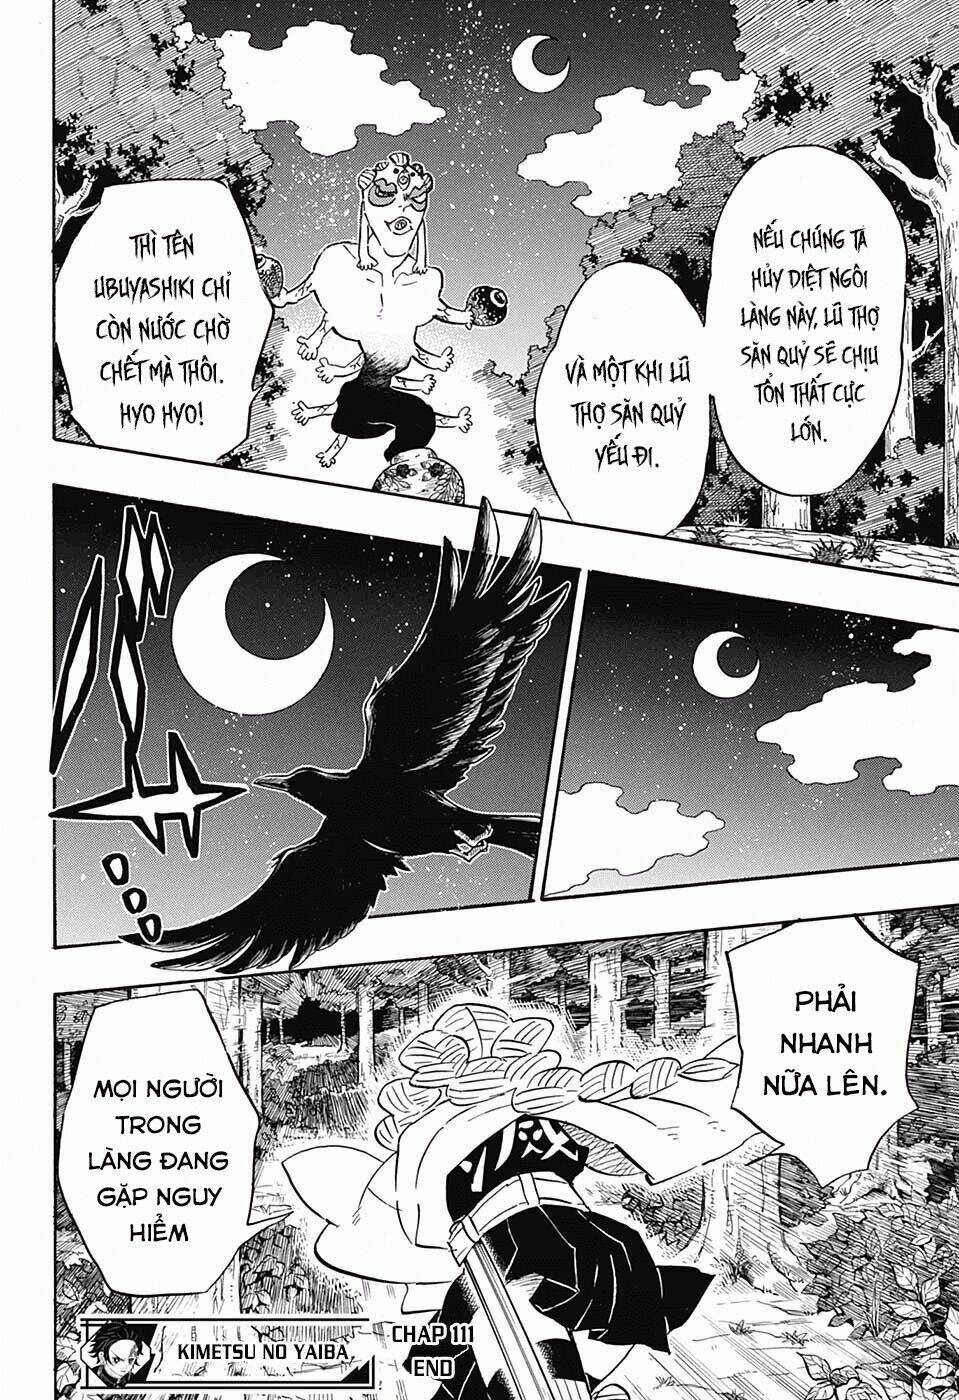 NẾU CHÚNG TA
HỦY DIỆT NGÔI
LÀNG NÀY, LŨ THỢ
SĂN QUỶ SẼ CHỊU
TỔN THẤT CỰC
LỚN.
VÀ MỘT KHI LŨ
THỢ SĂN QUỶ
YẾU ĐI.
THÌ TÊN
UBUYASHIKI CHỈ
CÒN NƯỚC CHỜ
CHẾT MÀ THÔI.
HYO HYO!
PHẢI
NHANH
NỮA LÊN.
MỌI NGƯỜI
TRONG
LÀNG ĐANG
GẶP NGUY
HIỂM
KIMETSU NO YAIBA
CHAP 111
END